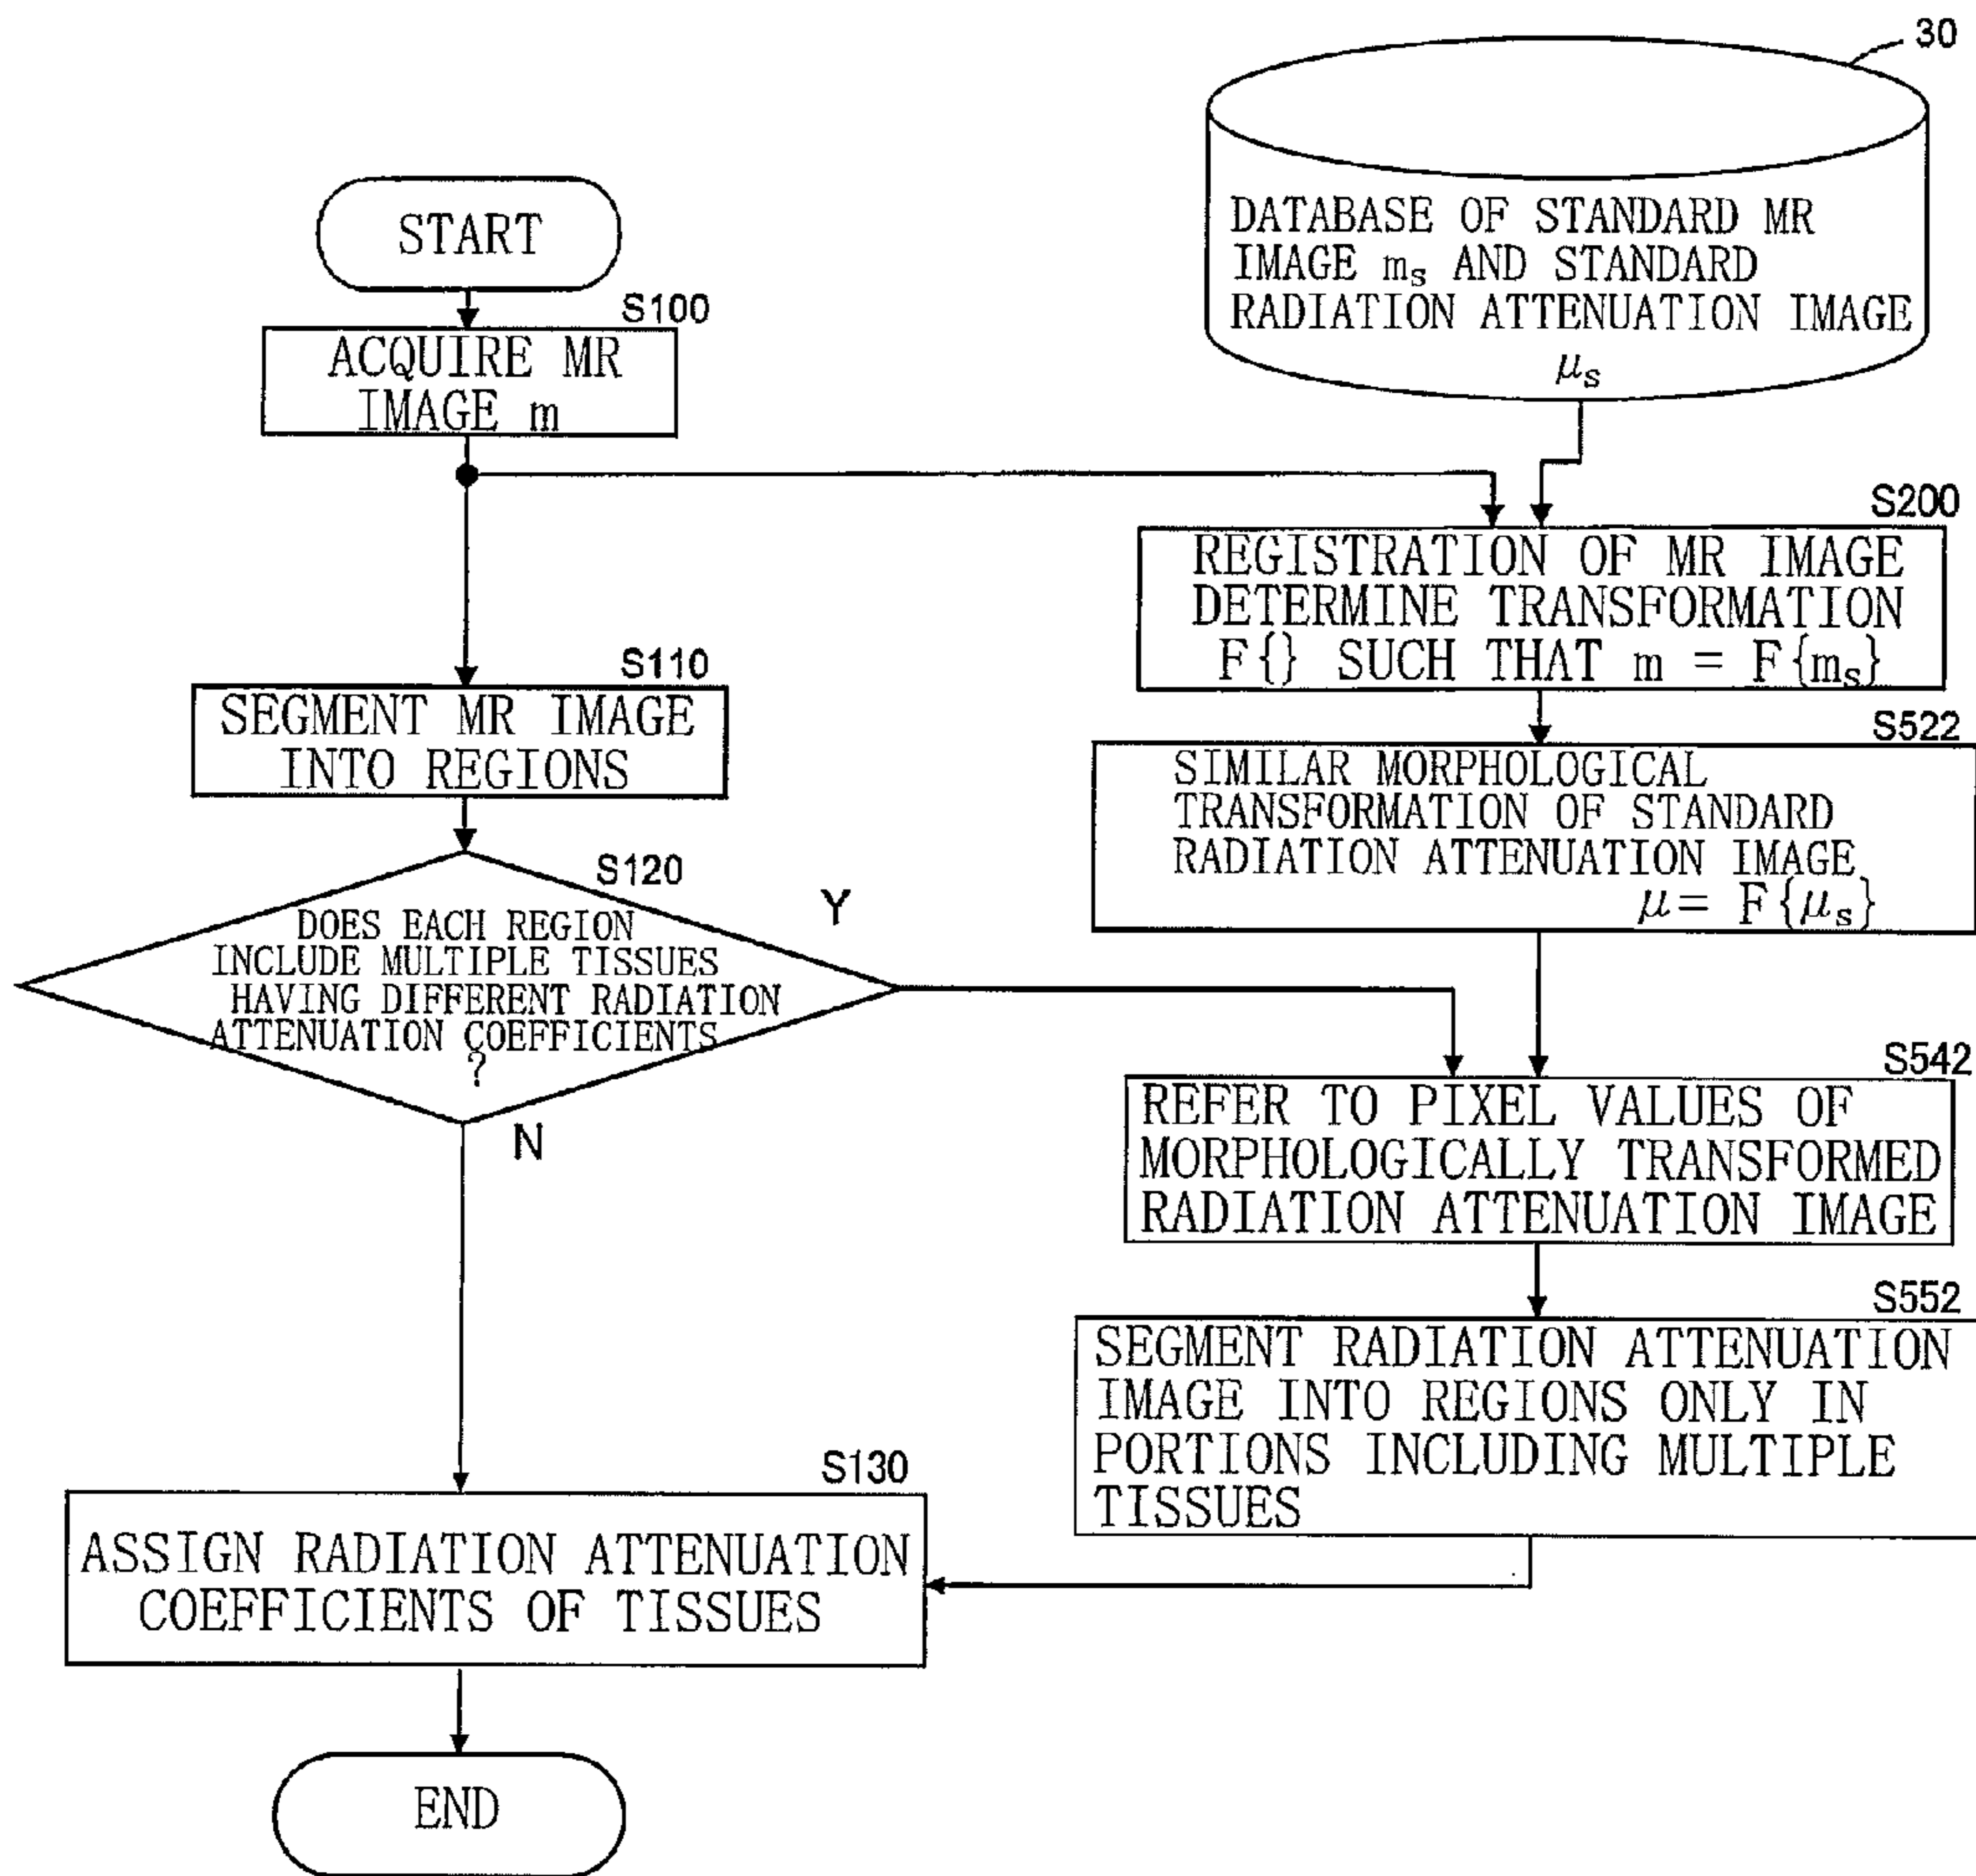 30
DATABASE OF STANDARD MR
IMAGE mₛ AND STANDARD
RADIATION ATTENUATION IMAGE
μₛ
START
S100
ACQUIRE MR
IMAGE m
S200
REGISTRATION OF MR IMAGE
DETERMINE TRANSFORMATION
F{} SUCH THAT m = F{mₛ}
S110
SEGMENT MR IMAGE
INTO REGIONS
S522
SIMILAR MORPHOLOGICAL
TRANSFORMATION OF STANDARD
RADIATION ATTENUATION IMAGE
μ= F{μₛ}
S120
DOES EACH REGION
INCLUDE MULTIPLE TISSUES
HAVING DIFFERENT RADIATION
ATTENUATION COEFFICIENTS
?
Y
N
S542
REFER TO PIXEL VALUES OF
MORPHOLOGICALLY TRANSFORMED
RADIATION ATTENUATION IMAGE
S552
SEGMENT RADIATION ATTENUATION
IMAGE INTO REGIONS ONLY IN
PORTIONS INCLUDING MULTIPLE
TISSUES
S130
ASSIGN RADIATION ATTENUATION
COEFFICIENTS OF TISSUES
END